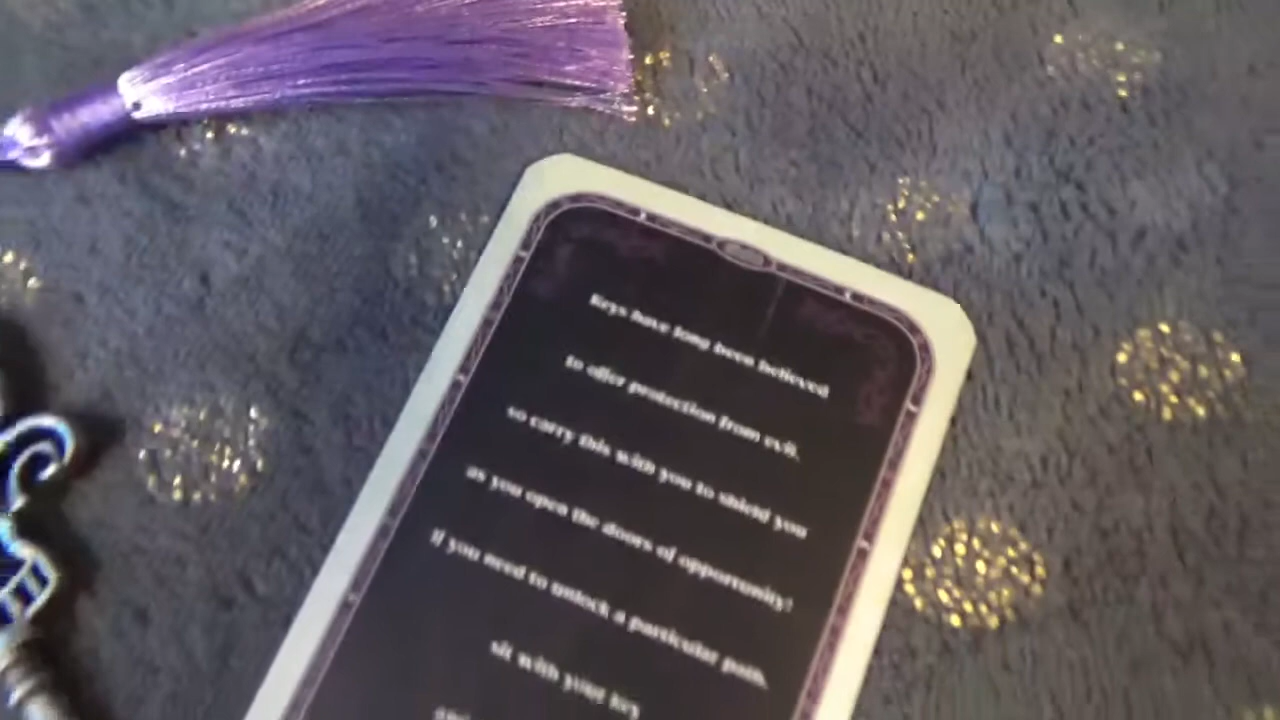 Keys have long been believed
to offer protection from evil,
so carry this with you to shield you
as you open the doors of opportunity!
If you need to unlock a particular path,
sit with your key